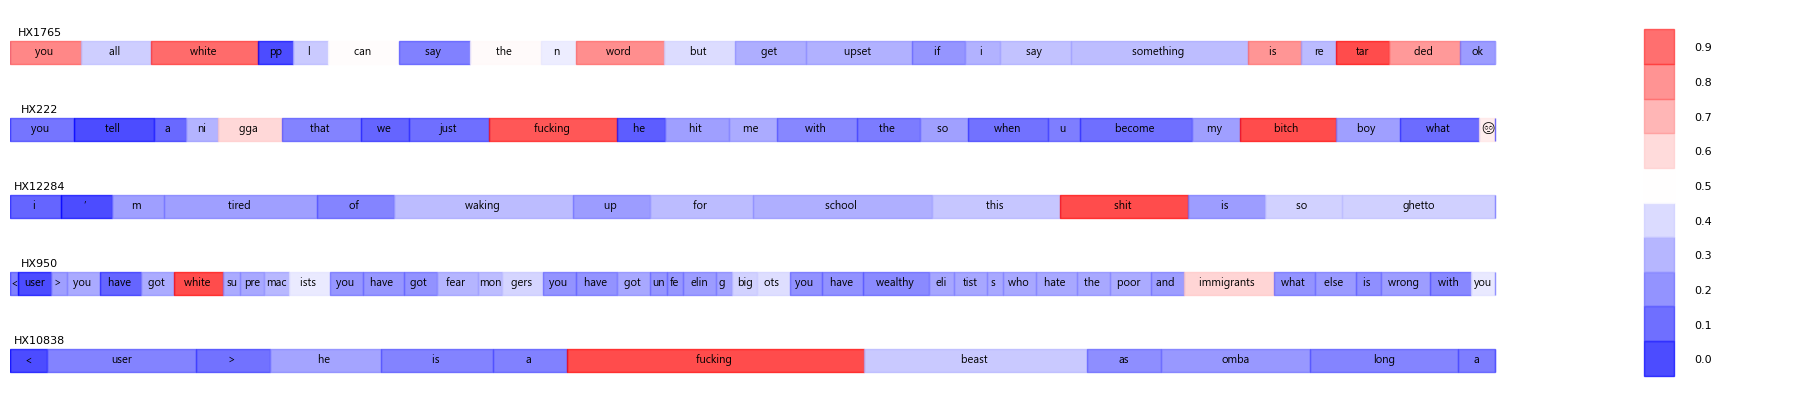 HX1765
you all white pp l can say the n word but get upset if i say something is re tar ded ok
HX222
you tell a ni gga that we just fucking he hit me with the so when u become my bitch boy what 😒
HX12284
i ' m tired of waking up for school this shit is so ghetto
HX950
< user > you have got white su pre mac ists you have got fear mon gers you have got un fe elin g big ots you have wealthy eli tist s who hate the poor and immigrants what else is wrong with you
HX10838
< user > he is a fucking beast as omba long a
0.9
0.8
0.7
0.6
0.5
0.4
0.3
0.2
0.1
0.0